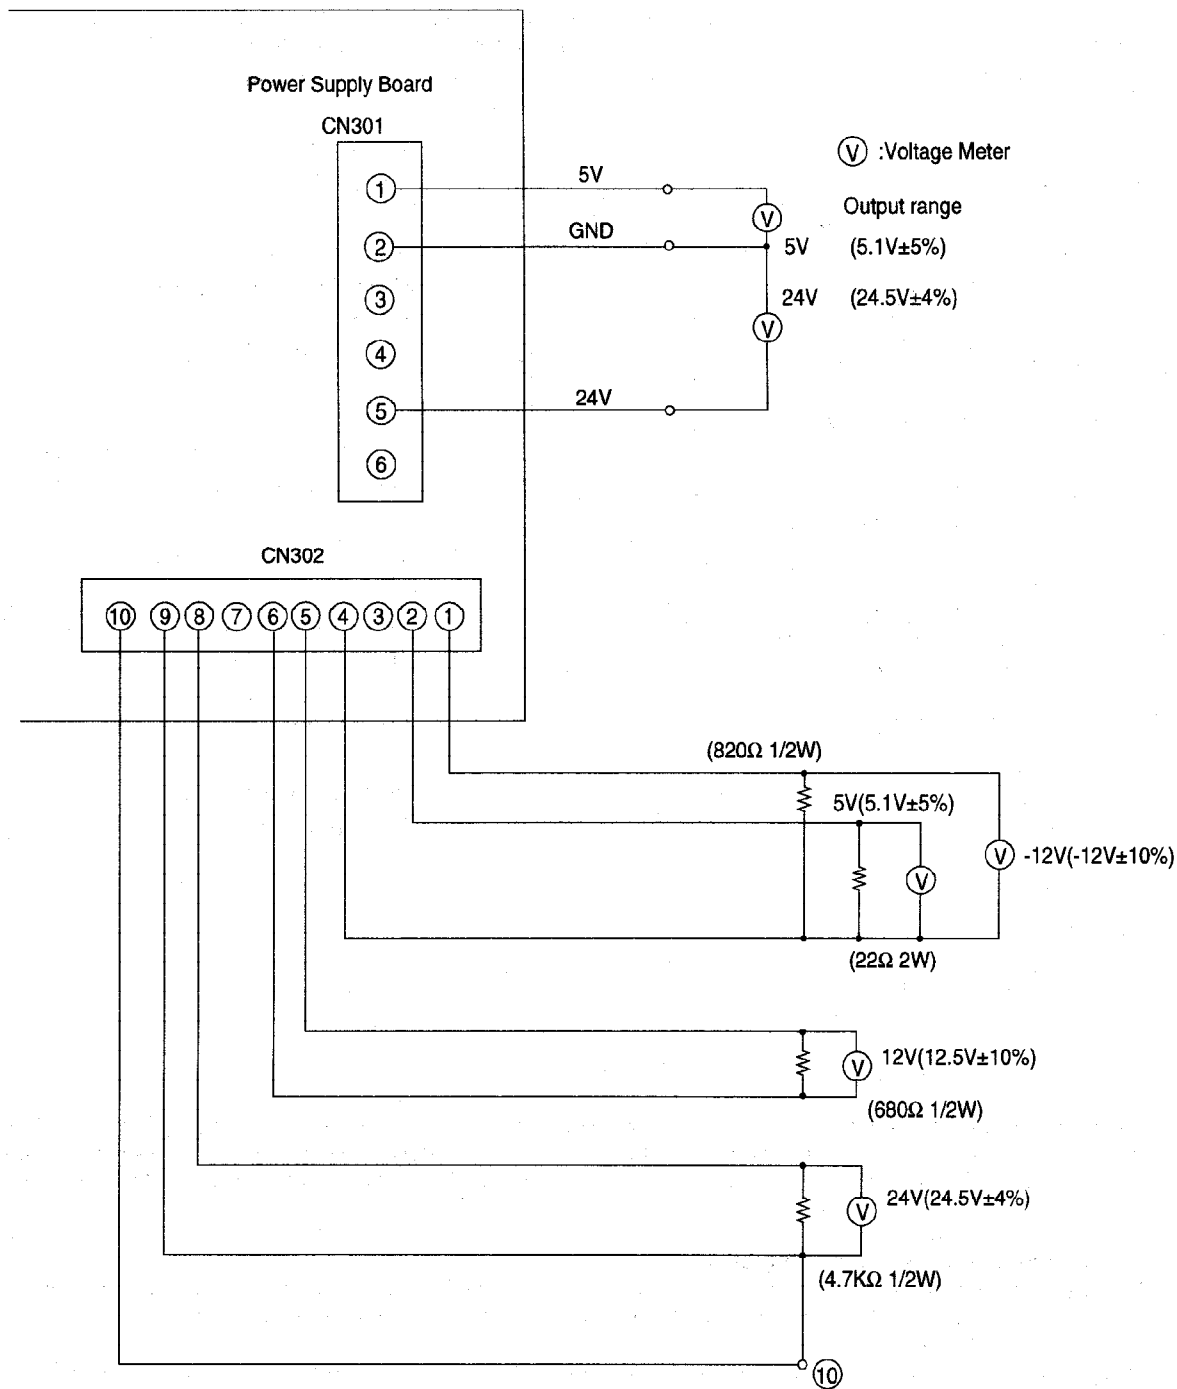 Power Supply Board
CN301
① 5V
② GND
③
④
⑤ 24V
⑥
Ⓥ :Voltage Meter
Output range
Ⓥ
5V (5.1V±5%)
24V (24.5V±4%)
Ⓥ
CN302
⑩ ⑨ ⑧ ⑦ ⑥ ⑤ ④ ③ ② ①
(820Ω 1/2W)
5V(5.1V±5%)
Ⓥ -12V(-12V±10%)
Ⓥ
(22Ω 2W)
Ⓥ 12V(12.5V±10%)
(680Ω 1/2W)
Ⓥ 24V(24.5V±4%)
(4.7KΩ 1/2W)
⑩